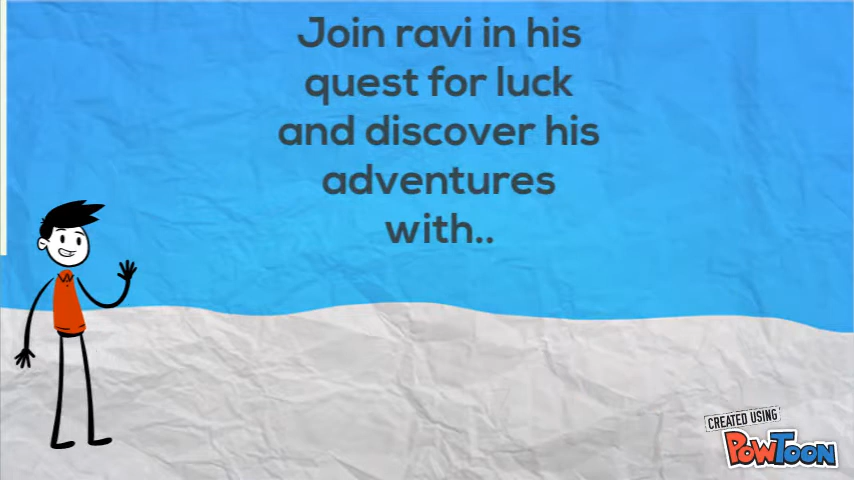 Join ravi in his
quest for luck
and discover his
adventures
with..
CREATED USING
POWTOON